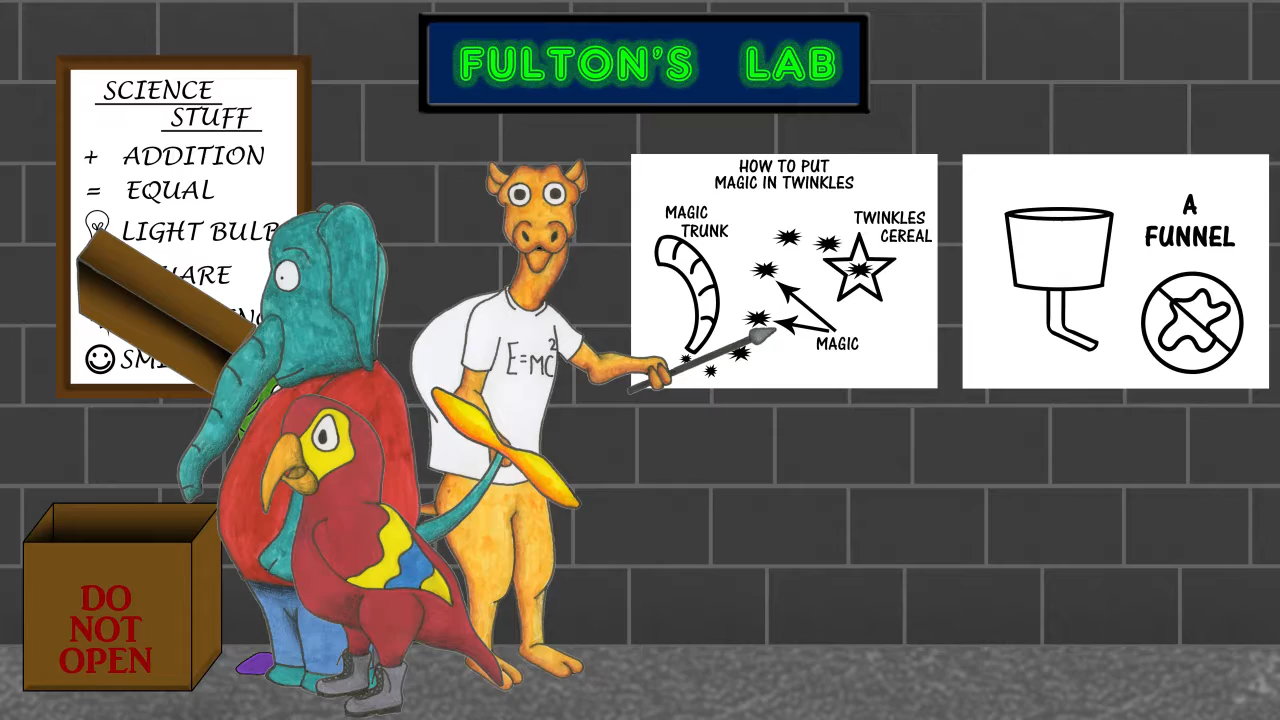 FULTON'S LAB
SCIENCE
STUFF
+ ADDITION
= EQUAL
LIGHT BULB
HOW TO PUT
MAGIC IN TWINKLES
MAGIC
TRUNK
TWINKLES
CEREAL
MAGIC
A
FUNNEL
E=MC²
DO
NOT
OPEN